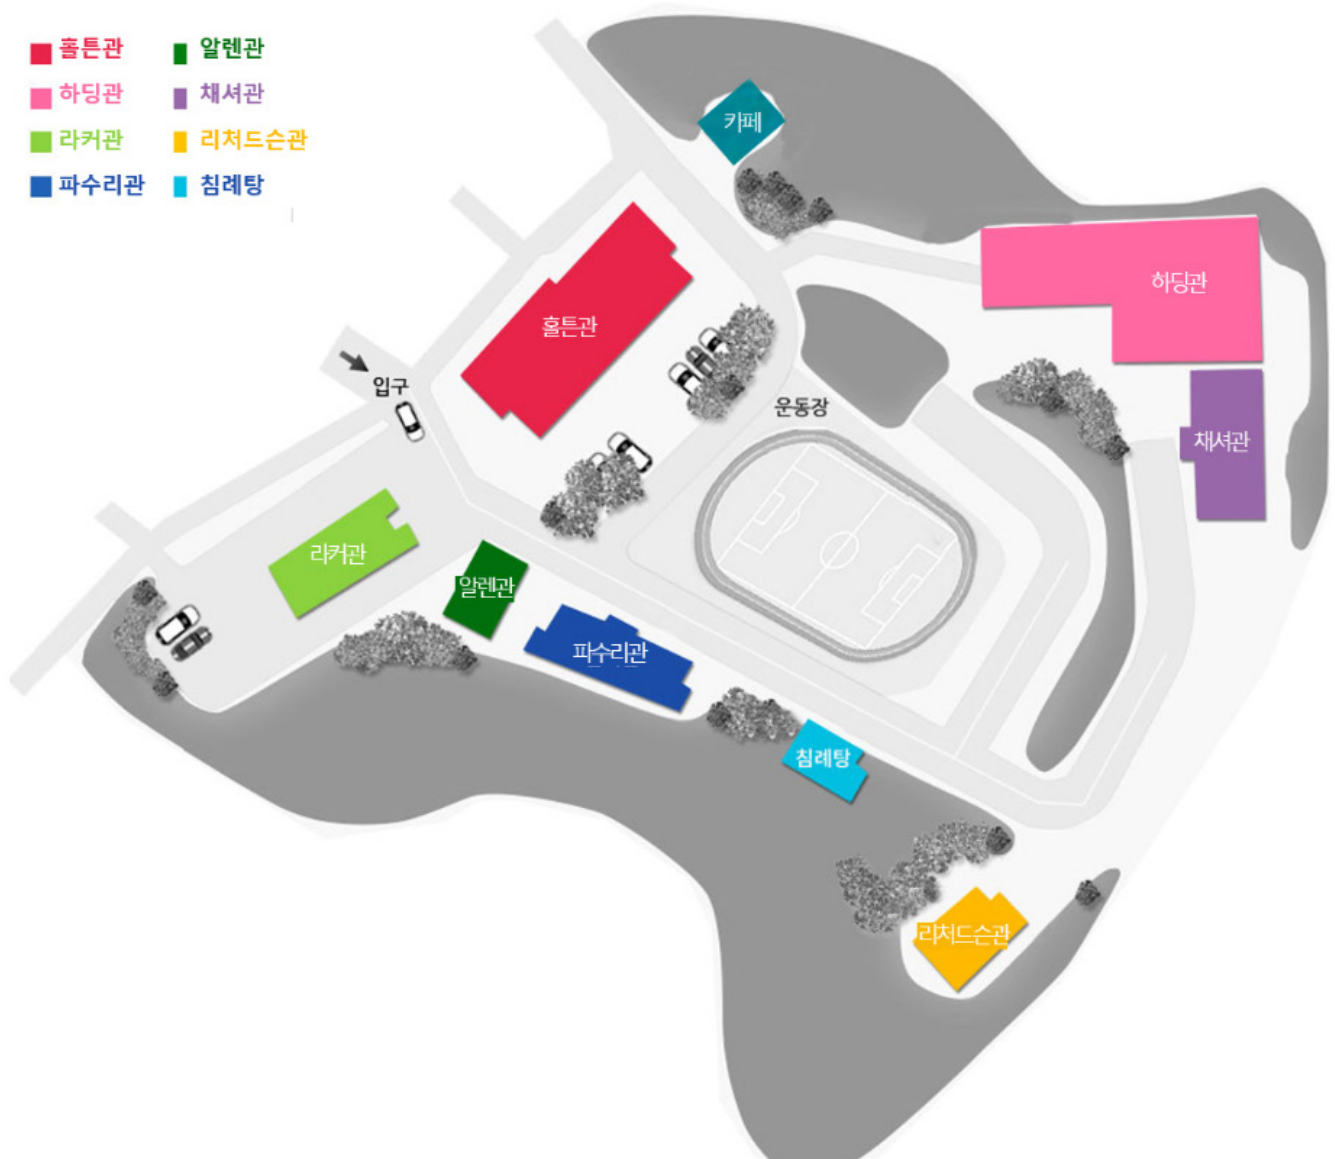 홀튼관 알렌관
하딩관 채셔관
라커관 리처드슨관
파수리관 침례탕
카페
하딩관
홀튼관
입구
운동장
채셔관
라커관
알렌관
파수리관
침례탕
리처드슨관